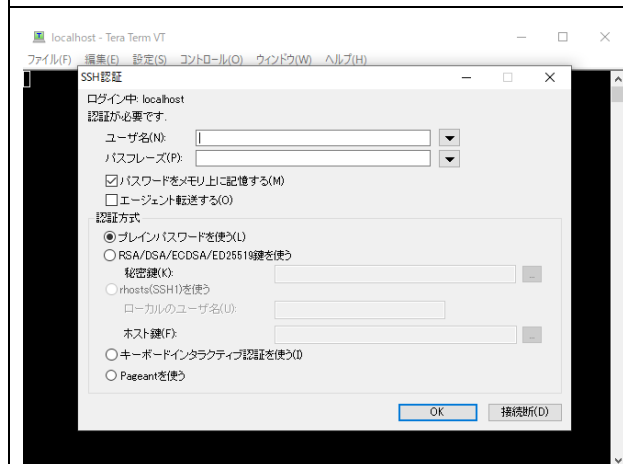 localhost - Tera Term VT
ファイル(F) 編集(E) 設定(S) コントロール(O) ウィンドウ(W) ヘルプ(H)
SSH認証
ログイン中: localhost
認証が必要です.
ユーザ名(N):
パスフレーズ(P):
パスワードをメモリ上に記憶する(M)
エージェント転送する(O)
認証方式
プレインパスワードを使う(L)
RSA/DSA/ECDSA/ED25519鍵を使う
秘密鍵(K):
...
rhosts(SSH1)を使う
ローカルのユーザ名(U):
ホスト鍵(F):
...
キーボードインタラクティブ認証を使う(I)
Pageantを使う
OK 接続断(D)